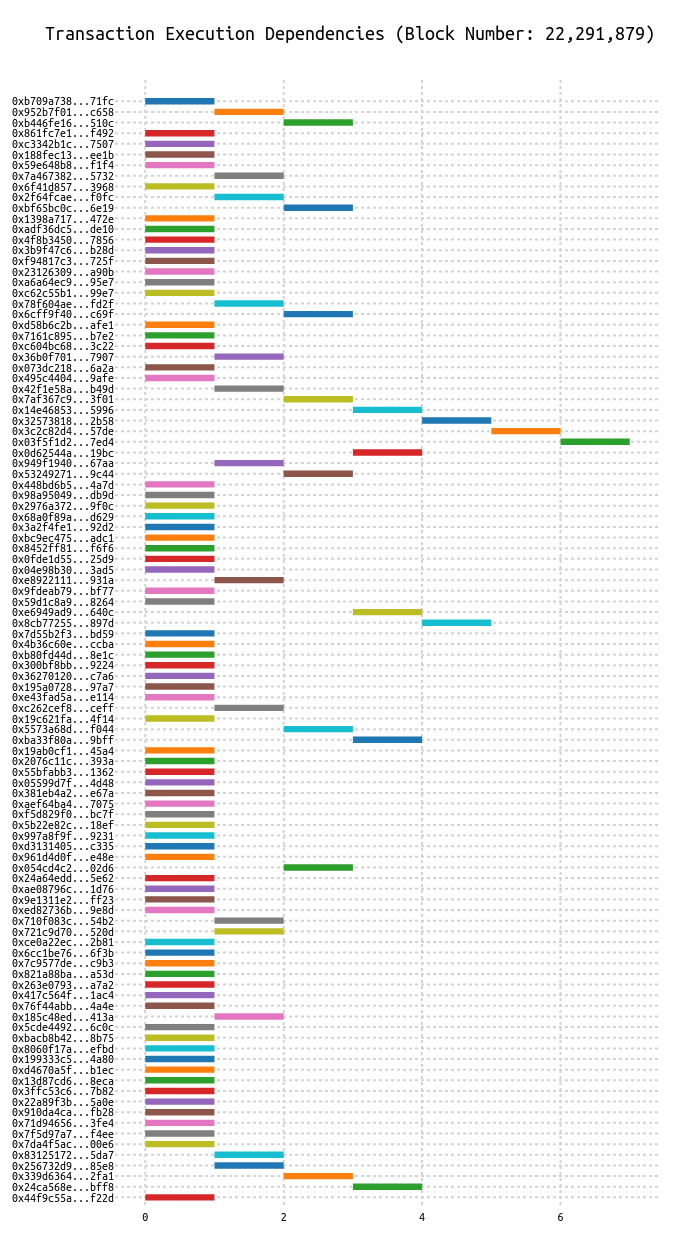 Transaction Execution Dependencies (Block Number: 22,291,879)
0xb709a738...71fc
0x952b7f01...c658
0xb446fe16...510c
0x861fc7e1...f492
0xc3342b1c...7507
0x188fec13...ee1b
0x59e648b8...f1f4
0x7a467382...5732
0x6f41d857...3968
0x2f64fcae...f0fc
0xbf65bc0c...6e19
0x1398a717...472e
0xadf36dc5...de10
0x4f8b3450...7856
0x3b9f47c6...b28d
0xf94817c3...725f
0x23126309...a90b
0xa6a64ec9...95e7
0xc62c55b1...99e7
0x78f604ae...fd2f
0x6cff9f40...c69f
0xd58b6c2b...afe1
0x7161c895...b7e2
0xc604bc68...3c22
0x36b0f701...7907
0x073dc218...6a2a
0x495c4404...9afe
0x42f1e58a...b49d
0x7af367c9...3f01
0x14e46853...5996
0x32573818...2b58
0x3c2c82d4...57de
0x03f5f1d2...7ed4
0x0d62544a...19bc
0x949f1940...67aa
0x53249271...9c44
0x448bd6b5...4a7d
0x98a95049...db9d
0x2976a372...9f0c
0x68a0f89a...d629
0x3a2f4fe1...92d2
0xbc9ec475...adc1
0x8452ff81...f6f6
0x0fde1d55...25d9
0x04e98b30...3ad5
0xe8922111...931a
0x9fdeab79...bf77
0x59d1c8a9...8264
0xe6949ad9...640c
0x8cb77255...897d
0x7d55b2f3...bd59
0x4b36c60e...ccba
0xb80fd44d...8e1c
0x300bf8bb...9224
0x36270120...c7a6
0x195a0728...97a7
0xe43fad5a...e114
0xc262cef8...ceff
0x19c621fa...4f14
0x5573a68d...f044
0xba33f80a...9bff
0x19ab0cf1...45a4
0x2076c11c...393a
0x55bfabb3...1362
0x05599d7f...4d48
0x381eb4a2...e67a
0xaef64ba4...7075
0xf5d829f0...bc7f
0x5b22e82c...18ef
0x997a8f9f...9231
0xd3131405...c335
0x961d4d0f...e48e
0x054cd4c2...02d6
0x24a64edd...5e62
0xae08796c...1d76
0x9e1311e2...ff23
0xed82736b...9e8d
0x710f083c...54b2
0x721c9d70...520d
0xce0a22ec...2b81
0x6cc1be76...6f3b
0x7c9577de...c9b3
0x821a88ba...a53d
0x263e0793...a7a2
0x417c564f...1ac4
0x76f44abb...4a4e
0x185c48ed...413a
0x5cde4492...6c0c
0xbacb8b42...8b75
0x8060f17a...efbd
0x199333c5...4a80
0xd4670a5f...b1ec
0x13d87cd6...8eca
0x3ffc53c6...7b82
0x22a89f3b...5a0e
0x910da4ca...fb28
0x71d94656...3fe4
0x7f5d97a7...f4ee
0x7da4f5ac...00e6
0x83125172...5da7
0x256732d9...85e8
0x339d6364...2fa1
0x24ca568e...bff8
0x44f9c55a...f22d
0 2 4 6